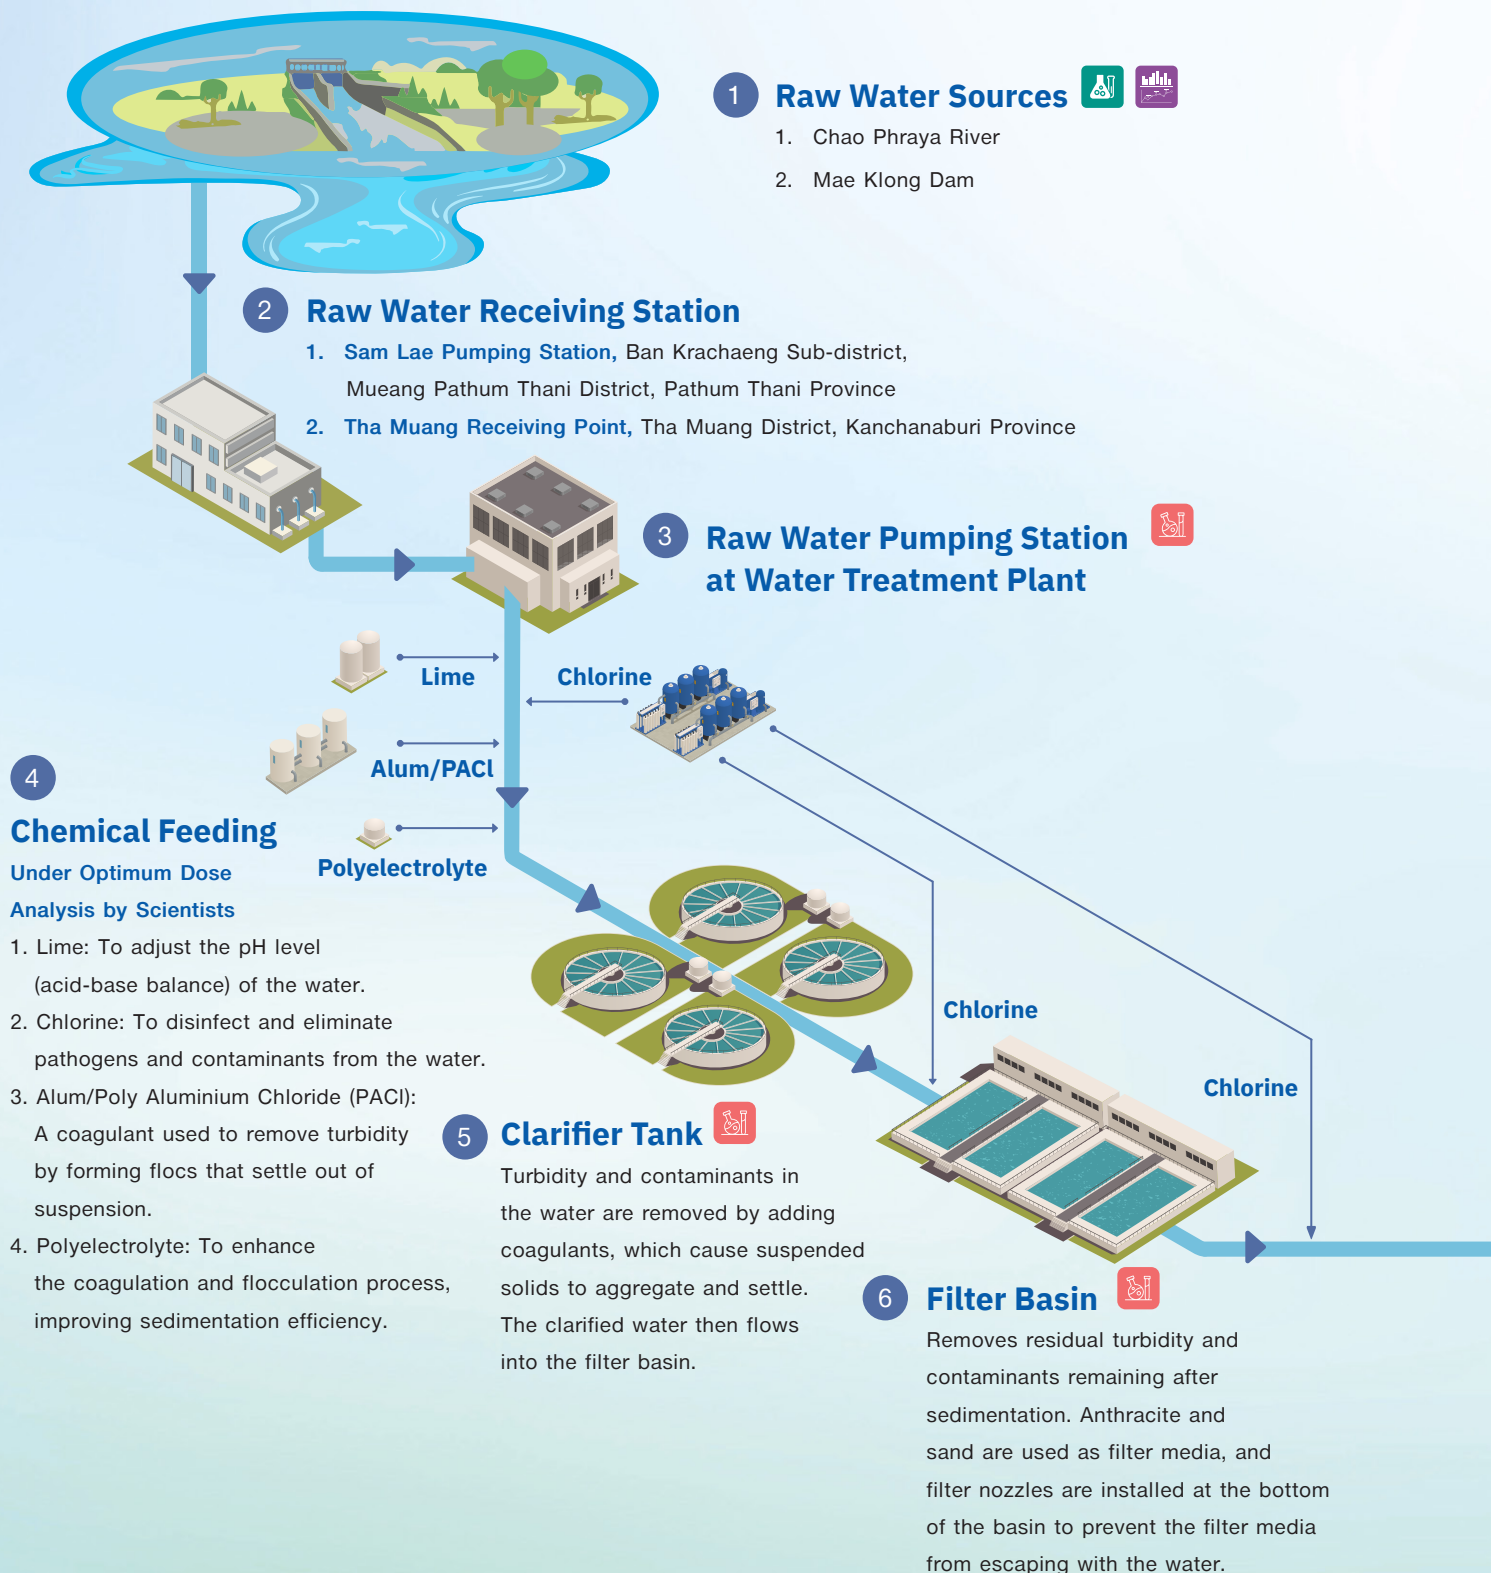 1
Raw Water Sources
1. Chao Phraya River
2. Mae Klong Dam
2
Raw Water Receiving Station
1. Sam Lae Pumping Station, Ban Krachaeng Sub-district,
Mueang Pathum Thani District, Pathum Thani Province
2. Tha Muang Receiving Point, Tha Muang District, Kanchanaburi Province
3
Raw Water Pumping Station
at Water Treatment Plant
Lime
Chlorine
Alum/PACl
Polyelectrolyte
4
Chemical Feeding
Under Optimum Dose
Analysis by Scientists
1. Lime: To adjust the pH level
(acid-base balance) of the water.
2. Chlorine: To disinfect and eliminate
pathogens and contaminants from the water.
3. Alum/Poly Aluminium Chloride (PACl):
A coagulant used to remove turbidity
by forming flocs that settle out of
suspension.
4. Polyelectrolyte: To enhance
the coagulation and flocculation process,
improving sedimentation efficiency.
Chlorine
Chlorine
5
Clarifier Tank
Turbidity and contaminants in
the water are removed by adding
coagulants, which cause suspended
solids to aggregate and settle.
The clarified water then flows
into the filter basin.
6
Filter Basin
Removes residual turbidity and
contaminants remaining after
sedimentation. Anthracite and
sand are used as filter media, and
filter nozzles are installed at the bottom
of the basin to prevent the filter media
from escaping with the water.